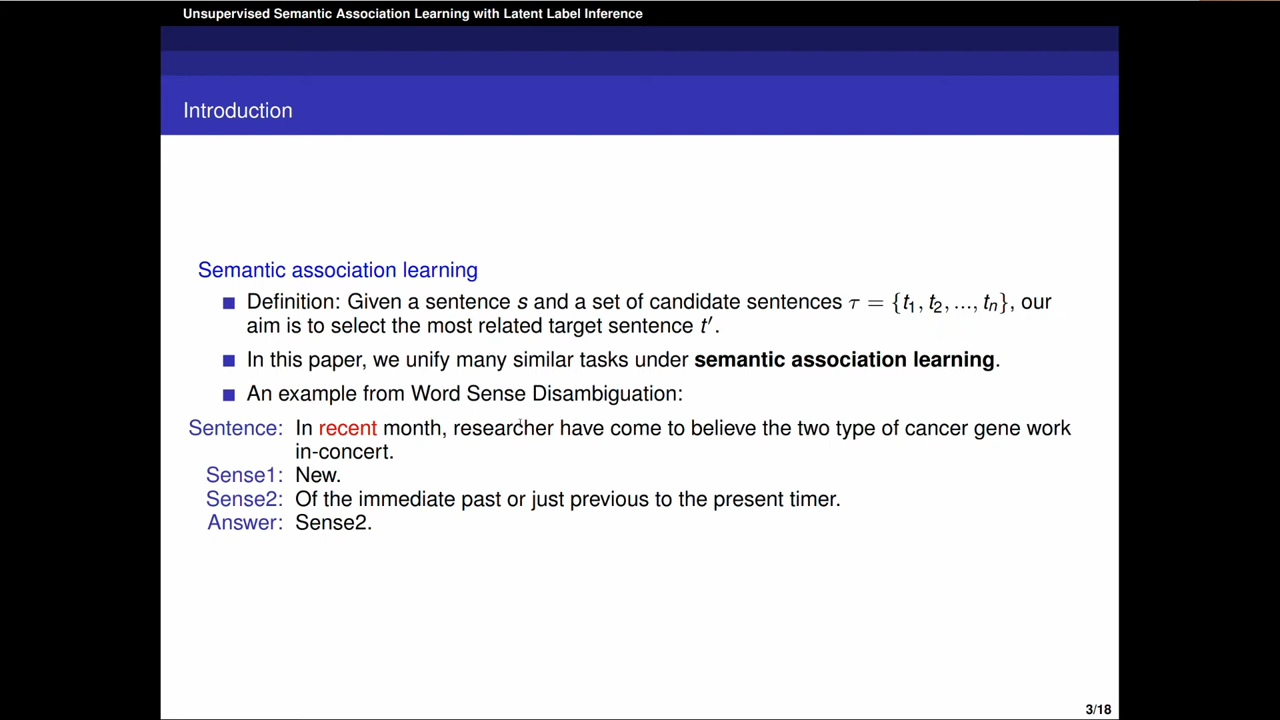 Unsupervised Semantic Association Learning with Latent Label Inference
Introduction
Semantic association learning
Definition: Given a sentence s and a set of candidate sentences τ = {t₁, t₂, ..., tₙ}, our
aim is to select the most related target sentence t′.
In this paper, we unify many similar tasks under semantic association learning.
An example from Word Sense Disambiguation:
Sentence: In recent month, researcher have come to believe the two type of cancer gene work
in-concert.
Sense1: New.
Sense2: Of the immediate past or just previous to the present timer.
Answer: Sense2.
3/18